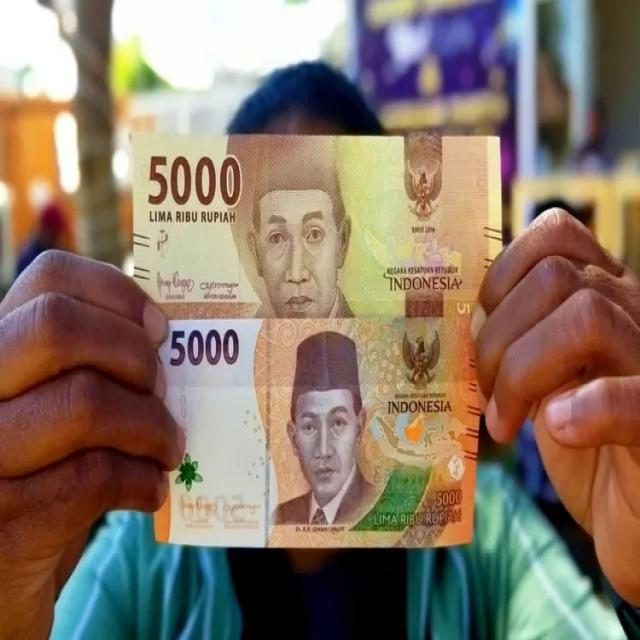 5000
LIMA RIBU RUPIAH
EMISI 2016
NEGARA KESATUAN REPUBLIK
INDONESIA
5000
NEGARA KESATUAN REPUBLIK
INDONESIA
5000
LIMA RIBU RUPIAH
Dr. K.H. IDHAM CHALID